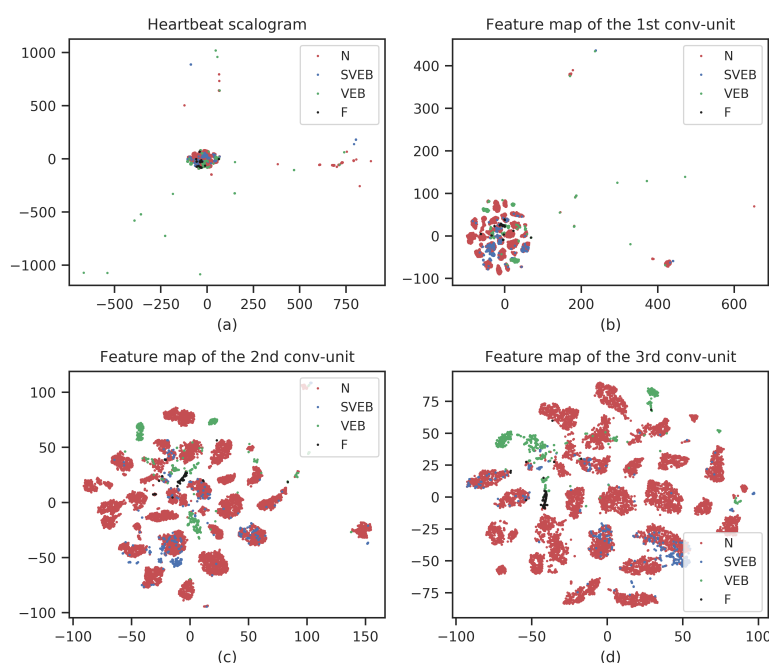 Heartbeat scalogram
N
SVEB
VEB
F
1000
500
0
−500
−1000
−500 −250 0 250 500 750
(a)
Feature map of the 1st conv-unit
N
SVEB
VEB
F
400
300
200
100
0
−100
0 200 400 600
(b)
Feature map of the 2nd conv-unit
N
SVEB
VEB
F
100
50
0
−50
−100
−100 −50 0 50 100 150
(c)
Feature map of the 3rd conv-unit
75
50
25
0
−25
−50
−75
N
SVEB
VEB
F
−100 −50 0 50 100
(d)